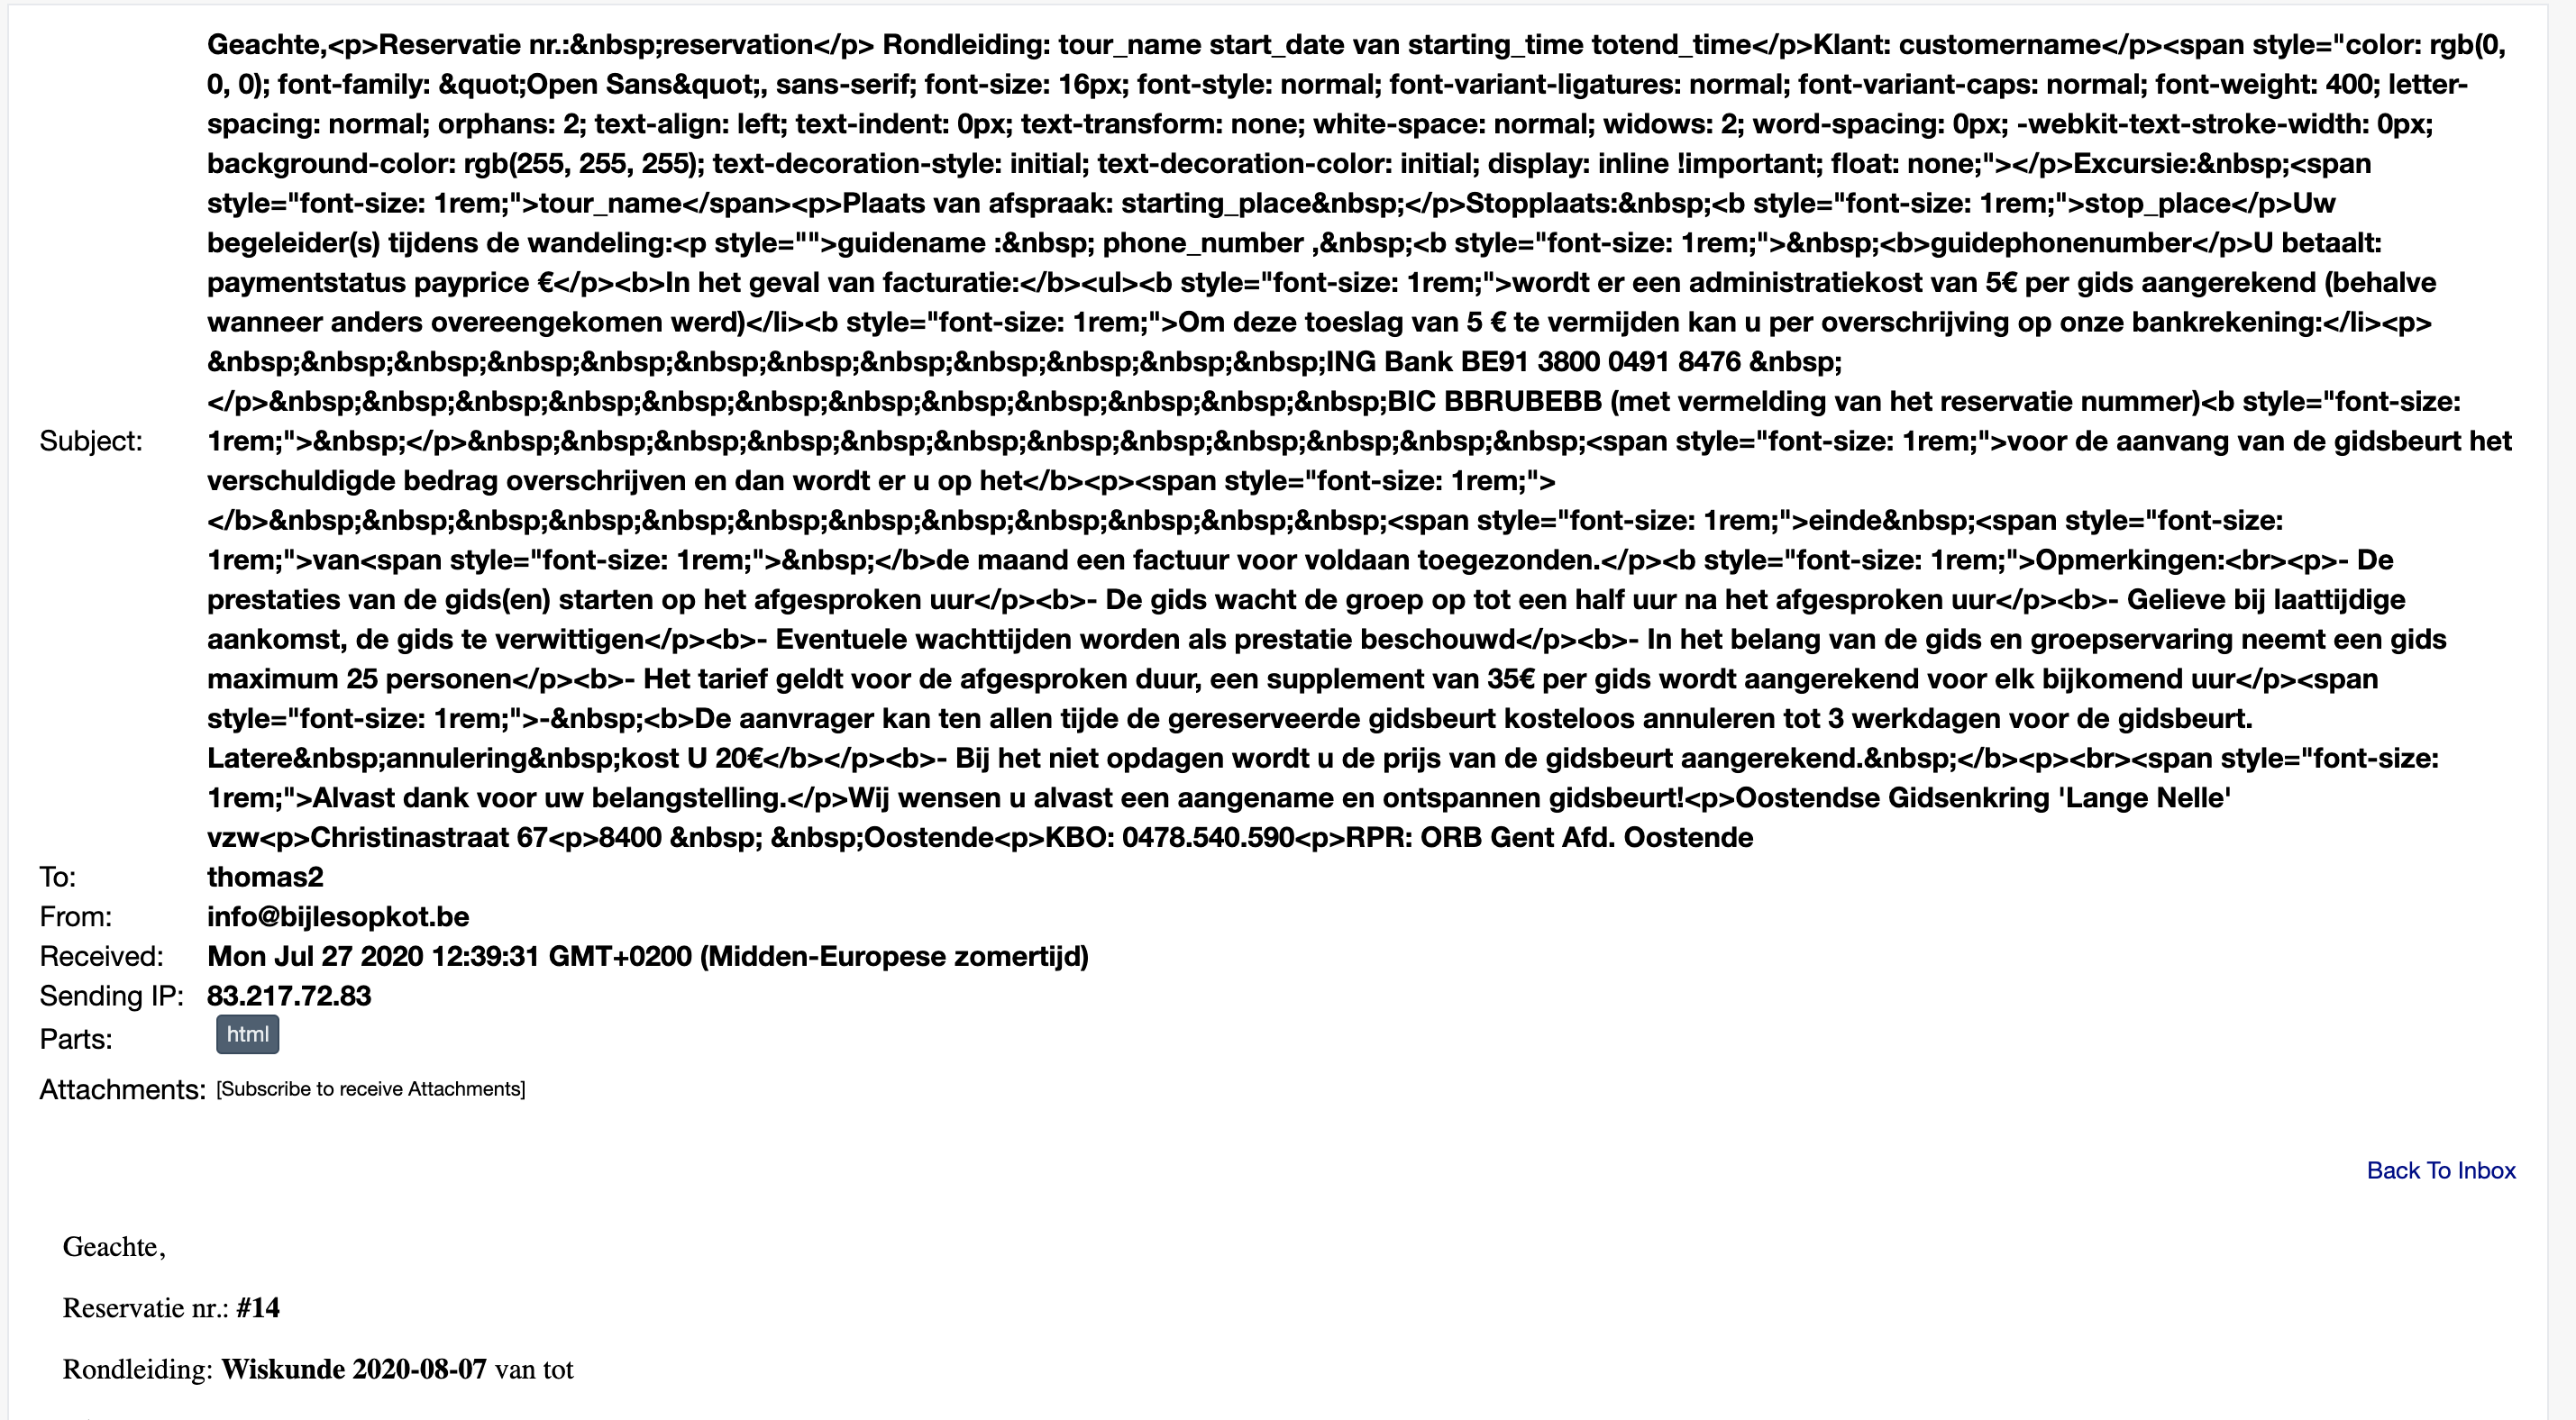 Geachte,<p>Reservatie nr.:&nbsp;reservation</p> Rondleiding: tour_name start_date van starting_time totend_time</p>Klant: customername</p><span style="color: rgb(0,
0, 0); font-family: &quot;Open Sans&quot;, sans-serif; font-size: 16px; font-style: normal; font-variant-ligatures: normal; font-variant-caps: normal; font-weight: 400; letter-
spacing: normal; orphans: 2; text-align: left; text-indent: 0px; text-transform: none; white-space: normal; widows: 2; word-spacing: 0px; -webkit-text-stroke-width: 0px;
background-color: rgb(255, 255, 255); text-decoration-style: initial; text-decoration-color: initial; display: inline !important; float: none;"></p>Excursie:&nbsp;<span
style="font-size: 1rem;">tour_name</span><p>Plaats van afspraak: starting_place&nbsp;</p>Stopplaats:&nbsp;<b style="font-size: 1rem;">stop_place</p>Uw
begeleider(s) tijdens de wandeling:<p style="">guidename :&nbsp; phone_number ,&nbsp;<b style="font-size: 1rem;">&nbsp;<b>guidephonenumber</p>U betaalt:
paymentstatus payprice €</p><b>In het geval van facturatie:</b><ul><b style="font-size: 1rem;">wordt er een administratiekost van 5€ per gids aangerekend (behalve
wanneer anders overeengekomen werd)</li><b style="font-size: 1rem;">Om deze toeslag van 5 € te vermijden kan u per overschrijving op onze bankrekening:</li><p>
&nbsp;&nbsp;&nbsp;&nbsp;&nbsp;&nbsp;&nbsp;&nbsp;&nbsp;&nbsp;&nbsp;&nbsp;ING Bank BE91 3800 0491 8476 &nbsp;
</p>&nbsp;&nbsp;&nbsp;&nbsp;&nbsp;&nbsp;&nbsp;&nbsp;&nbsp;&nbsp;&nbsp;&nbsp;BIC BBRUBEBB (met vermelding van het reservatie nummer)<b style="font-size:
Subject: 1rem;">&nbsp;</p>&nbsp;&nbsp;&nbsp;&nbsp;&nbsp;&nbsp;&nbsp;&nbsp;&nbsp;&nbsp;&nbsp;&nbsp;<span style="font-size: 1rem;">voor de aanvang van de gidsbeurt het
verschuldigde bedrag overschrijven en dan wordt er u op het</b><p><span style="font-size: 1rem;">
</b>&nbsp;&nbsp;&nbsp;&nbsp;&nbsp;&nbsp;&nbsp;&nbsp;&nbsp;&nbsp;&nbsp;&nbsp;<span style="font-size: 1rem;">einde&nbsp;<span style="font-size:
1rem;">van<span style="font-size: 1rem;">&nbsp;</b>de maand een factuur voor voldaan toegezonden.</p><b style="font-size: 1rem;">Opmerkingen:<br><p>- De
prestaties van de gids(en) starten op het afgesproken uur</p><b>- De gids wacht de groep op tot een half uur na het afgesproken uur</p><b>- Gelieve bij laattijdige
aankomst, de gids te verwittigen</p><b>- Eventuele wachttijden worden als prestatie beschouwd</p><b>- In het belang van de gids en groepservaring neemt een gids
maximum 25 personen</p><b>- Het tarief geldt voor de afgesproken duur, een supplement van 35€ per gids wordt aangerekend voor elk bijkomend uur</p><span
style="font-size: 1rem;">-&nbsp;<b>De aanvrager kan ten allen tijde de gereserveerde gidsbeurt kosteloos annuleren tot 3 werkdagen voor de gidsbeurt.
Latere&nbsp;annulering&nbsp;kost U 20€</b></p><b>- Bij het niet opdagen wordt u de prijs van de gidsbeurt aangerekend.&nbsp;</b><p><br><span style="font-size:
1rem;">Alvast dank voor uw belangstelling.</p>Wij wensen u alvast een aangename en ontspannen gidsbeurt!<p>Oostendse Gidsenkring 'Lange Nelle'
vzw<p>Christinastraat 67<p>8400 &nbsp; &nbsp;Oostende<p>KBO: 0478.540.590<p>RPR: ORB Gent Afd. Oostende
To: thomas2
From: info@bijlesopkot.be
Received: Mon Jul 27 2020 12:39:31 GMT+0200 (Midden-Europese zomertijd)
Sending IP: 83.217.72.83
Parts: html
Attachments: [Subscribe to receive Attachments]
Back To Inbox
Geachte,
Reservatie nr.: #14
Rondleiding: Wiskunde 2020-08-07 van tot